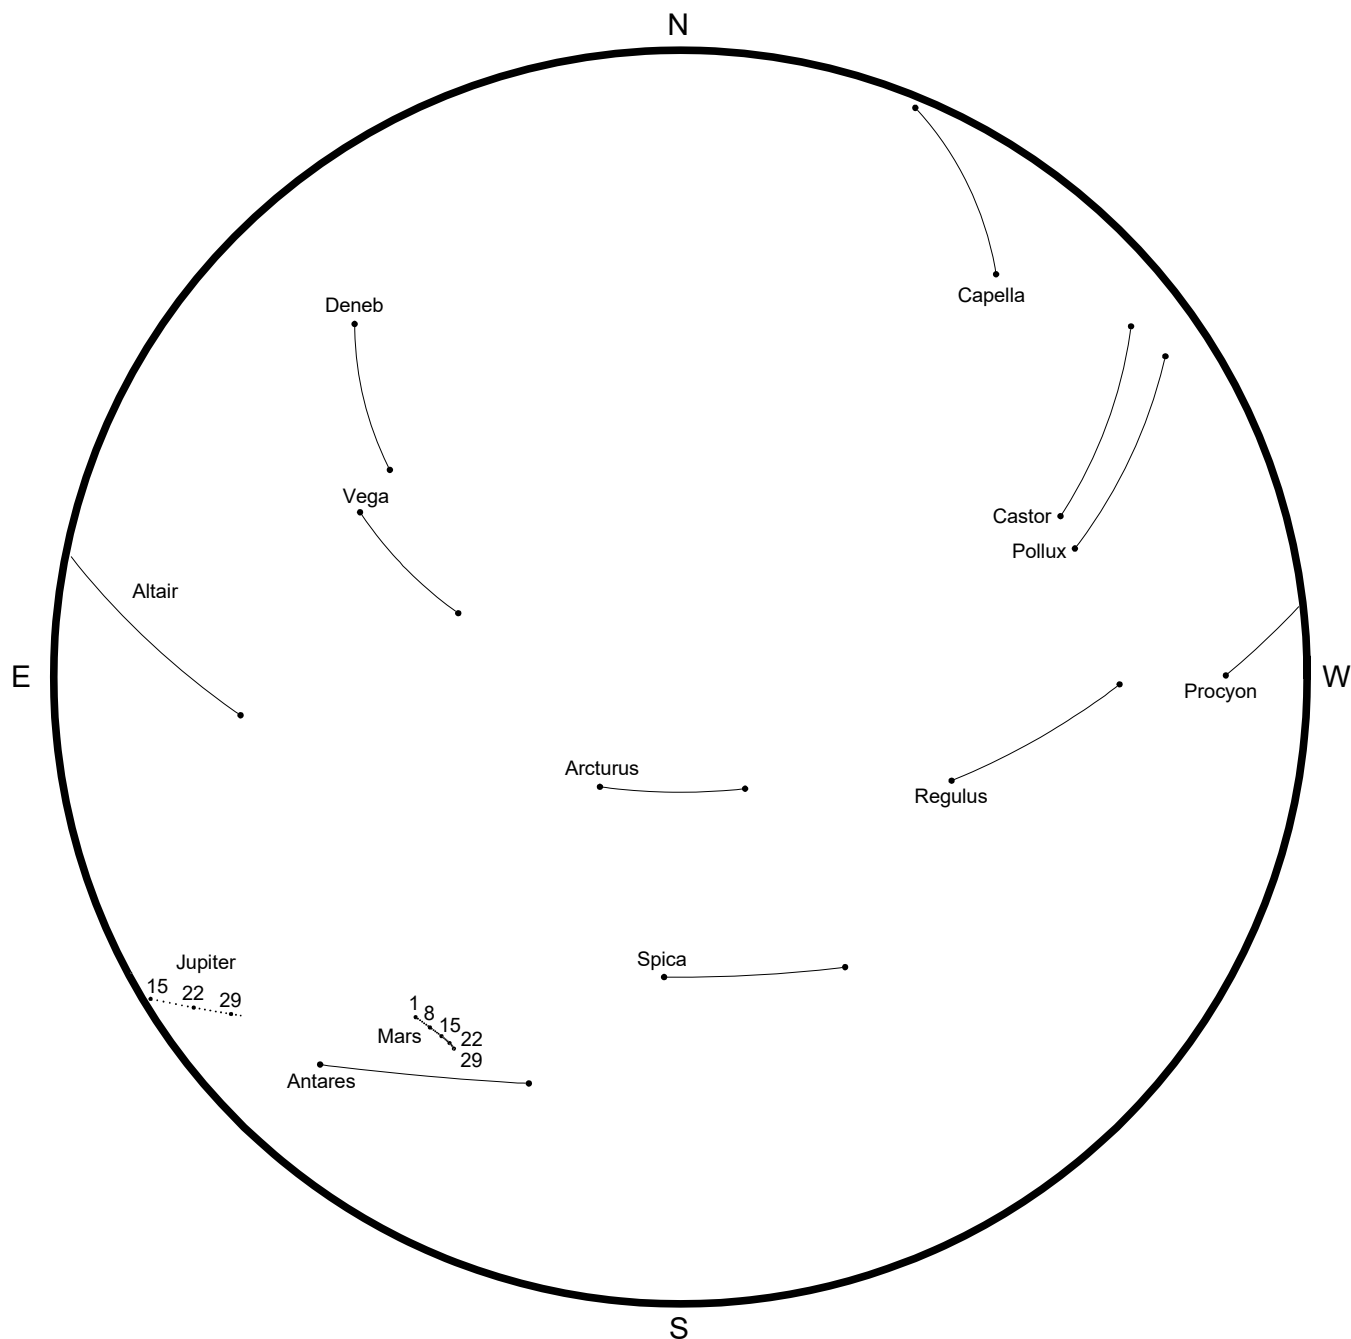 N
Capella
Deneb
Vega
Castor
Pollux
Altair
E
W
Procyon
Arcturus
Regulus
Spica
Jupiter
15 22 29
1 8 15 22 29
Mars
Antares
S